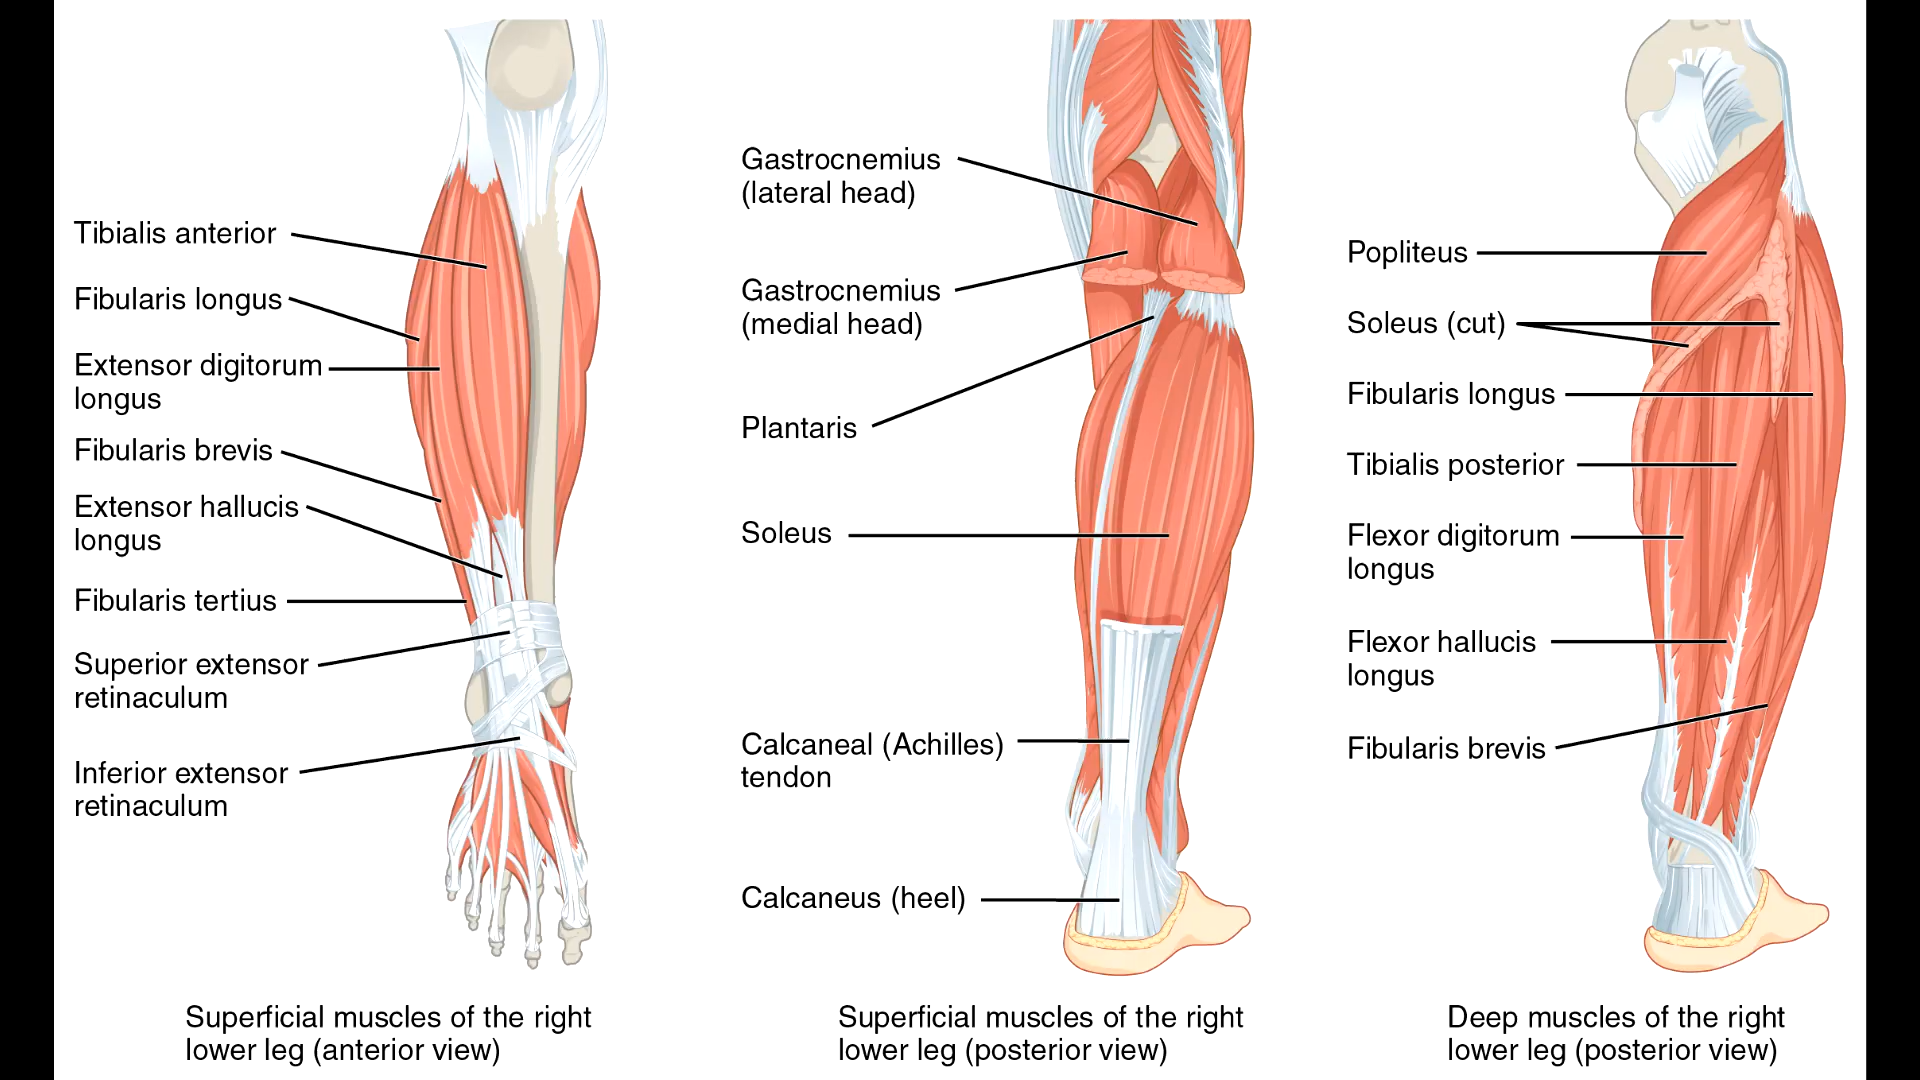 Tibialis anterior
Fibularis longus
Extensor digitorum
longus
Fibularis brevis
Extensor hallucis
longus
Fibularis tertius
Superior extensor
retinaculum
Inferior extensor
retinaculum
Superficial muscles of the right
lower leg (anterior view)
Gastrocnemius
(lateral head)
Gastrocnemius
(medial head)
Plantaris
Soleus
Calcaneal (Achilles)
tendon
Calcaneus (heel)
Superficial muscles of the right
lower leg (posterior view)
Popliteus
Soleus (cut)
Fibularis longus
Tibialis posterior
Flexor digitorum
longus
Flexor hallucis
longus
Fibularis brevis
Deep muscles of the right
lower leg (posterior view)